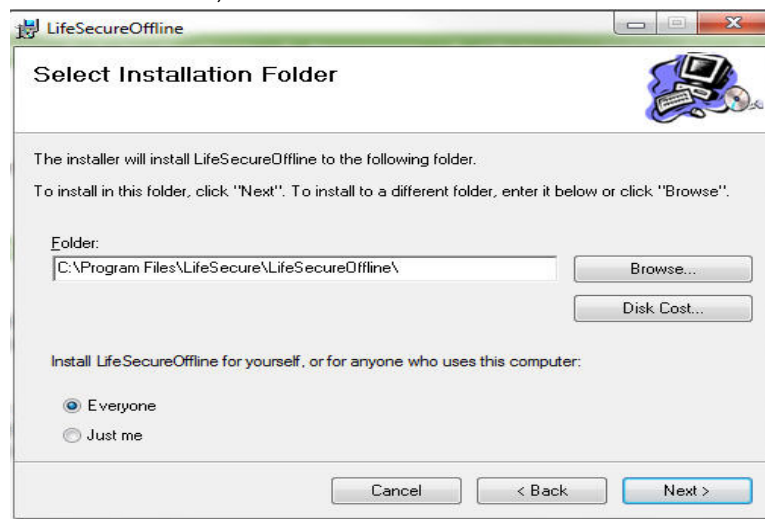 LifeSecureOffline
Select Installation Folder
The installer will install LifeSecureOffline to the following folder.
To install in this folder, click "Next". To install to a different folder, enter it below or click "Browse".
Folder:
C:\Program Files\LifeSecure\LifeSecureOffline\
Browse...
Disk Cost...
Install LifeSecureOffline for yourself, or for anyone who uses this computer:
Everyone
Just me
Cancel
< Back
Next >